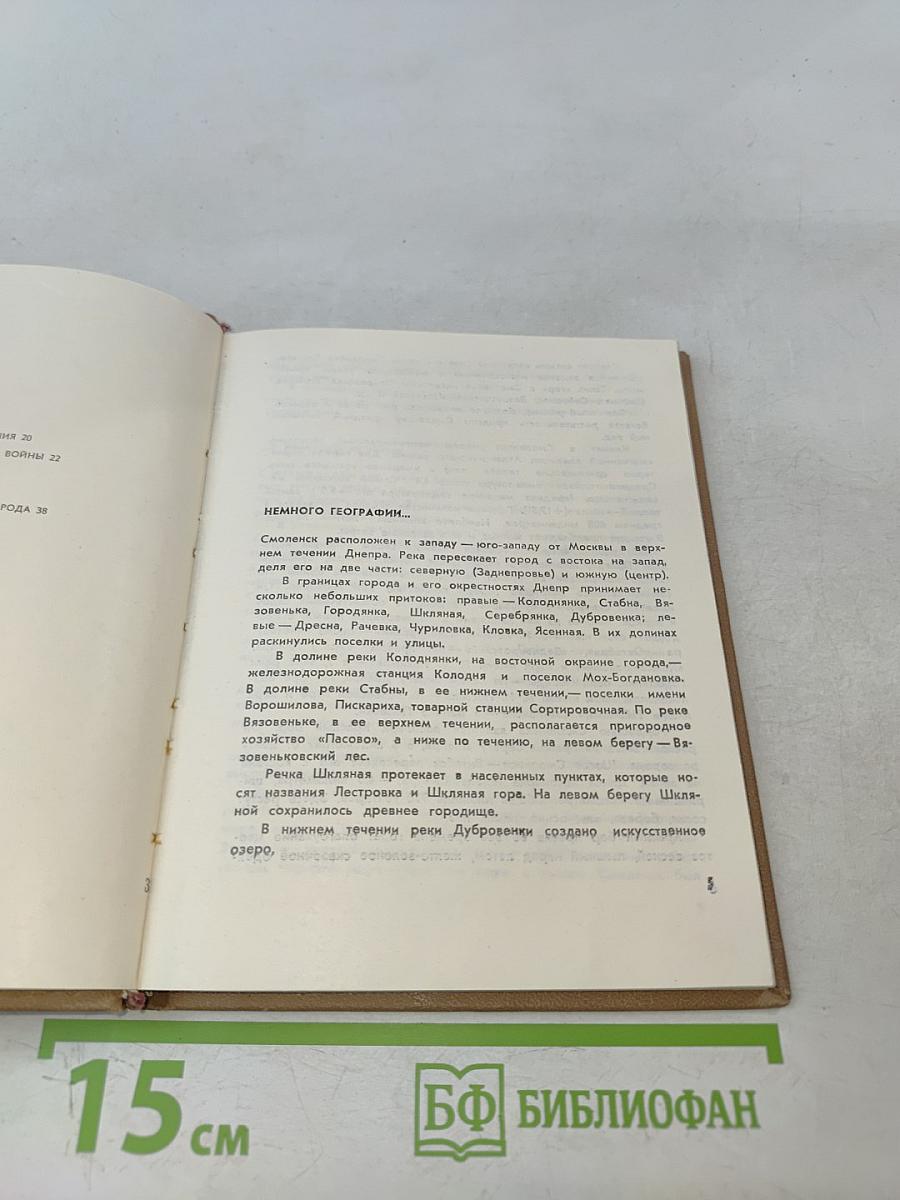 НИЯ 20
ВОЙНЫ 22
РОДА 38
3
НЕМНОГО ГЕОГРАФИИ...
Смоленск расположен к западу — юго-западу от Москвы в верх-
нем течении Днепра. Река пересекает город с востока на запад,
деля его на две части: северную (Заднепровье) и южную (центр).
В границах города и его окрестностях Днепр принимает не-
сколько небольших притоков: правые — Колоднянка, Стабна, Вя-
зовенька, Городянка, Шкляная, Серебрянка, Дубровенка; ле-
вые — Дресна, Рачевка, Чуриловка, Кловка, Ясенная. В их долинах
раскинулись поселки и улицы.
В долине реки Колоднянки, на восточной окраине города,—
железнодорожная станция Колодня и поселок Мох-Богдановка.
В долине реки Стабны, в ее нижнем течении,— поселки имени
Ворошилова, Пискариха, товарной станции Сортировочная. По реке
Вязовеньке, в ее верхнем течении, располагается пригородное
хозяйство «Пасово», а ниже по течению, на левом берегу — Вя-
зовеньковский лес.
Речка Шкляная протекает в населенных пунктах, которые но-
сят названия Лестровка и Шкляная гора. На левом берегу Шкля-
ной сохранилось древнее городище.
В нижнем течении реки Дубровенки создано искусственное
озеро.
15 см
БФ БИБЛИОФАН